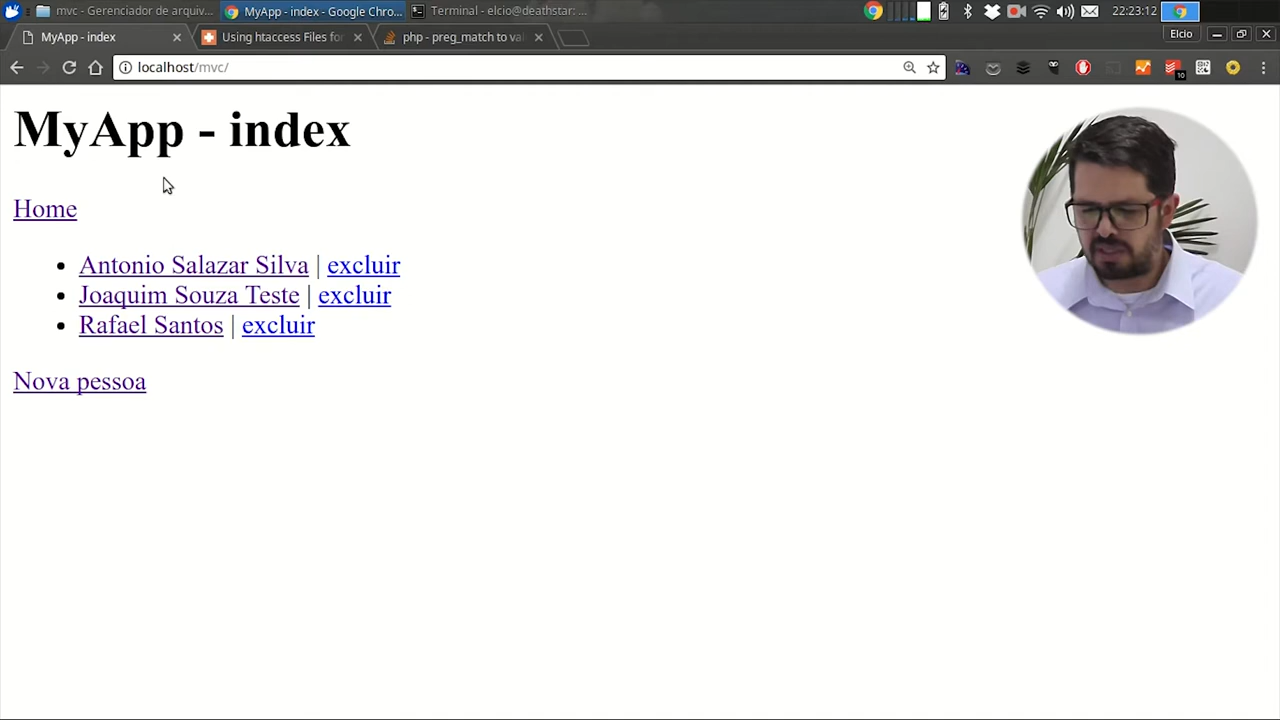 mvc - Gerenciador de arquiv...
MyApp - index - Google Chro...
Terminal - elcio@deathstar: ...
22:23:12
MyApp - index
Using htaccess Files for
php - preg_match to val
Elcio
localhost/mvc/
10
MyApp - index
Home
Antonio Salazar Silva | excluir
Joaquim Souza Teste | excluir
Rafael Santos | excluir
Nova pessoa